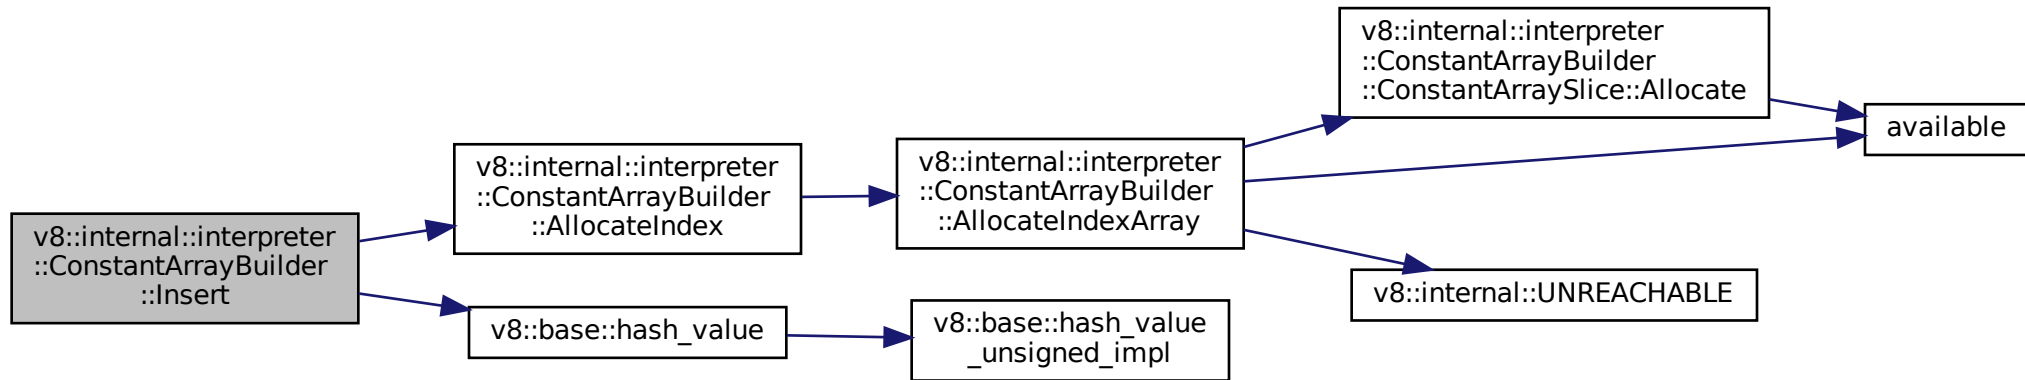 v8::internal::interpreter
::ConstantArrayBuilder
::Insert
v8::internal::interpreter
::ConstantArrayBuilder
::AllocateIndex
v8::base::hash_value
v8::internal::interpreter
::ConstantArrayBuilder
::AllocateIndexArray
v8::base::hash_value
_unsigned_impl
v8::internal::interpreter
::ConstantArrayBuilder
::ConstantArraySlice::Allocate
v8::internal::UNREACHABLE
available